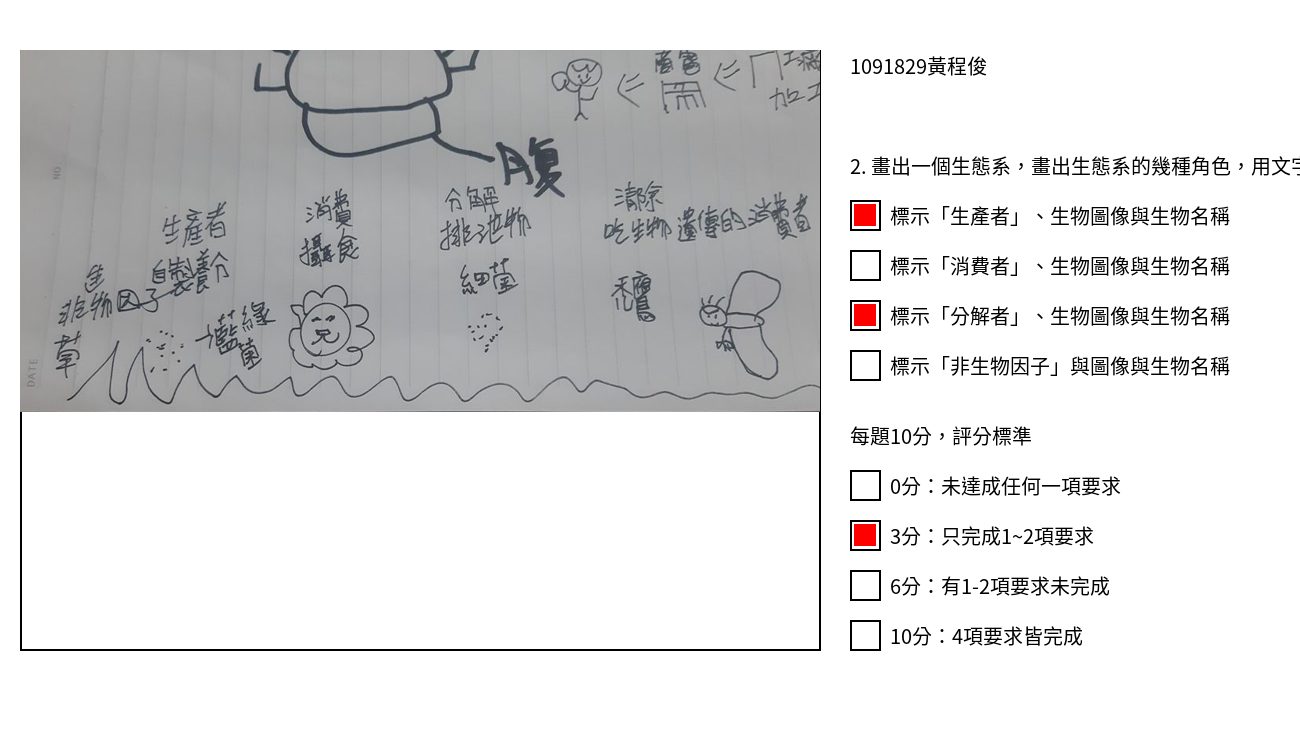 1091829黃程俊
2. 畫出一個生態系，畫出生態系的幾種角色，用文字
標示「生產者」、生物圖像與生物名稱
標示「消費者」、生物圖像與生物名稱
標示「分解者」、生物圖像與生物名稱
標示「非生物因子」與圖像與生物名稱
每題10分，評分標準
0分：未達成任何一項要求
3分：只完成1~2項要求
6分：有1-2項要求未完成
10分：4項要求皆完成
加工
腹
生產者
自製養分
消費
攝食
分解
排泄物
細菌
清除
吃生物遺傳的消費者
禿鷹
非生物因子
草
綠菌
NO
DATE